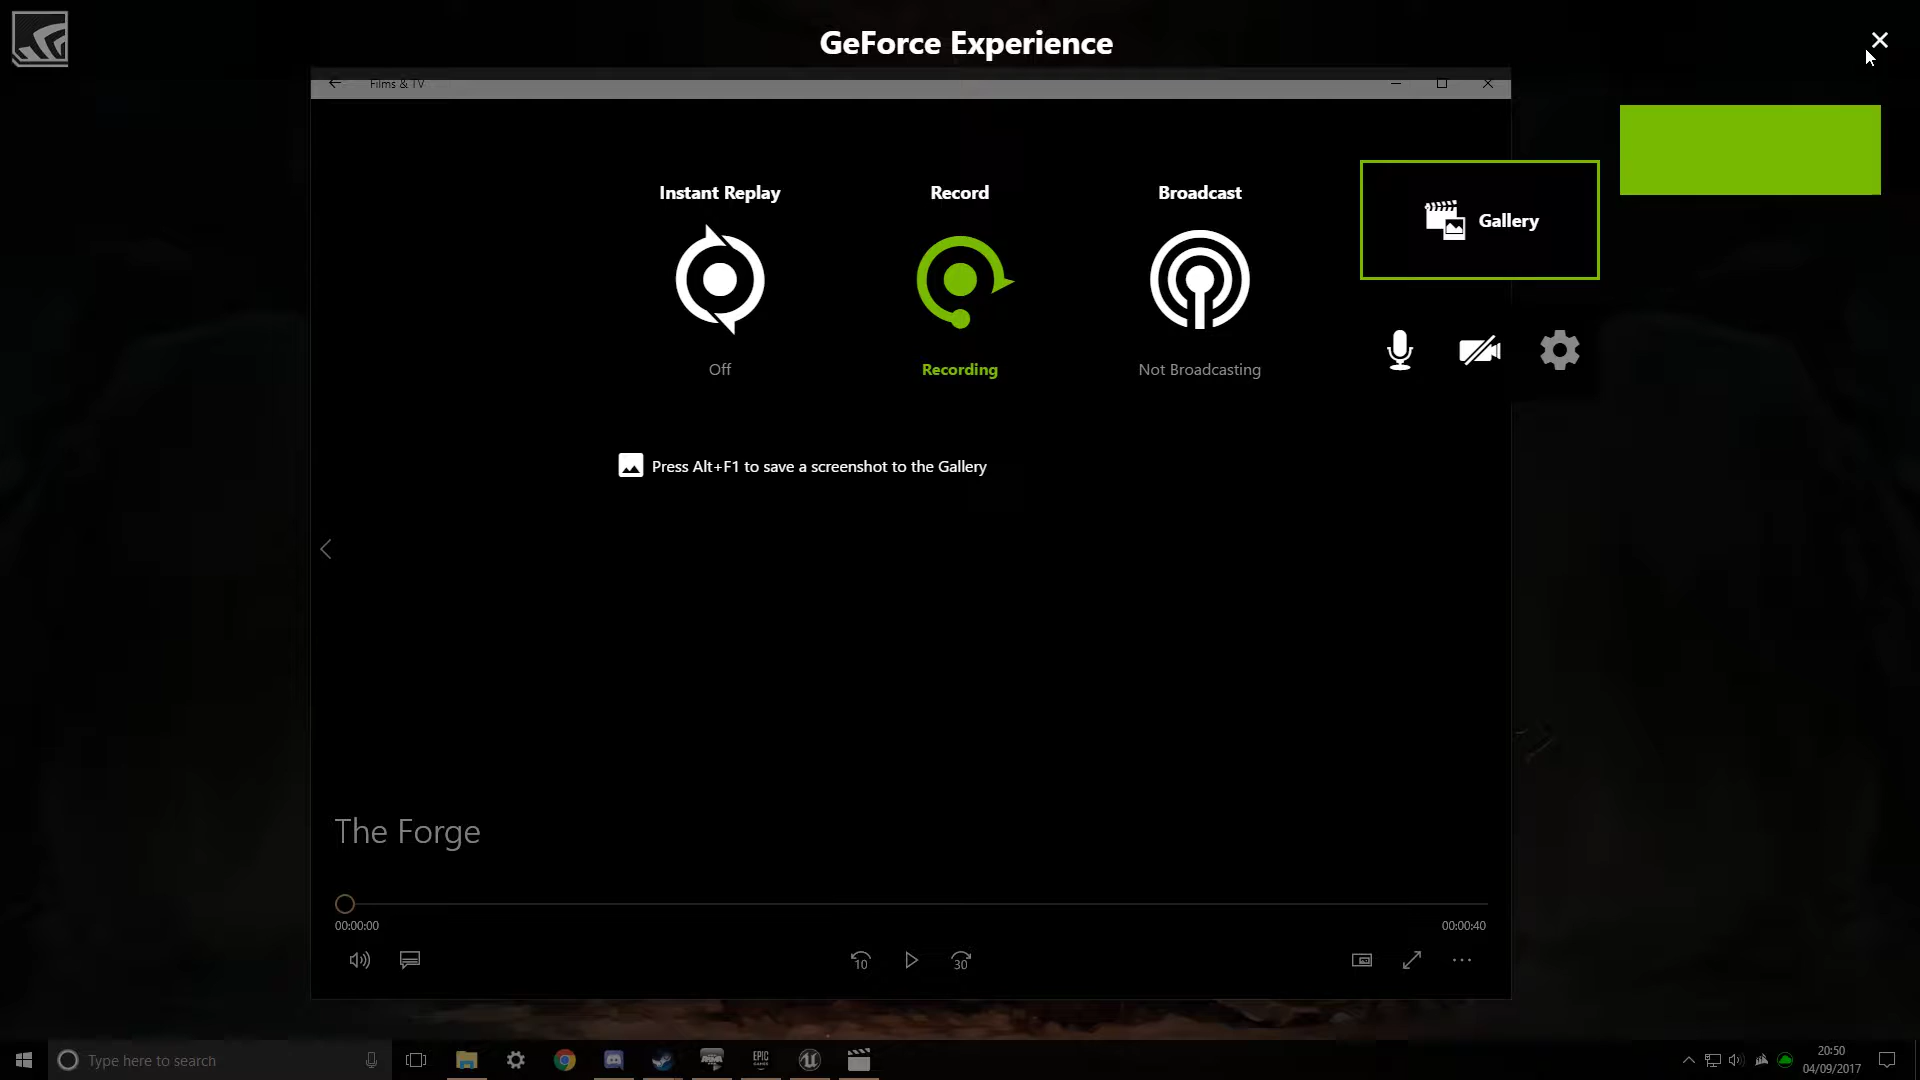 GeForce Experience
Films & TV
Instant Replay
Record
Broadcast
Gallery
Off
Recording
Not Broadcasting
Press Alt+F1 to save a screenshot to the Gallery
The Forge
00:00:00
00:00:40
10
30
Type here to search
EPIC
GAMES
20:50
04/09/2017